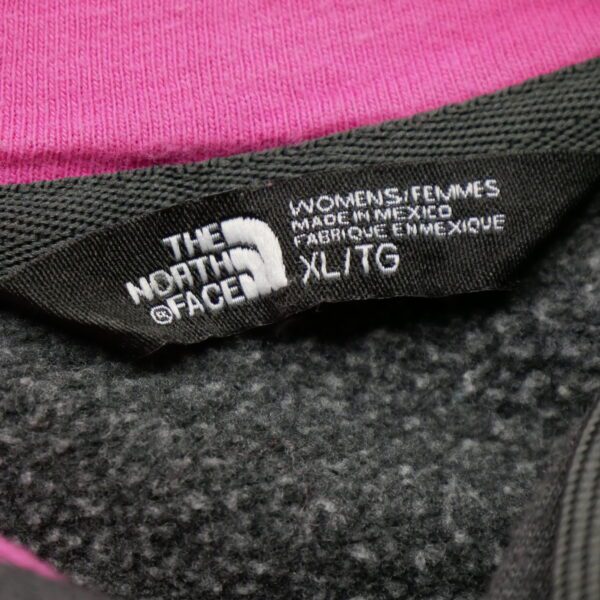 THE
NORTH
®FACE
WOMENS/FEMMES
MADE IN MEXICO
FABRIQUE EN MEXIQUE
XL/TG